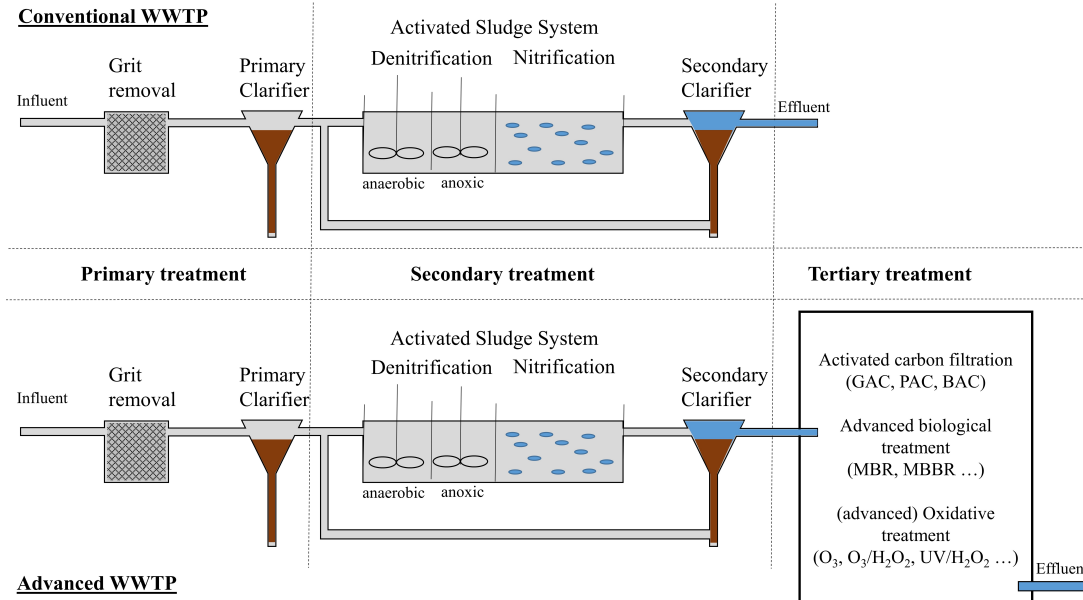 Conventional WWTP
Activated Sludge System
Denitrification Nitrification
Grit
removal
Primary
Clarifier
Secondary
Clarifier
Influent
Effluent
anaerobic anoxic
Primary treatment
Secondary treatment
Tertiary treatment
Activated Sludge System
Denitrification Nitrification
Grit
removal
Primary
Clarifier
Secondary
Clarifier
Influent
anaerobic anoxic
Activated carbon filtration
(GAC, PAC, BAC)
Advanced biological
treatment
(MBR, MBBR …)
(advanced) Oxidative
treatment
(O₃, O₃/H₂O₂, UV/H₂O₂ …)
Effluent
Advanced WWTP